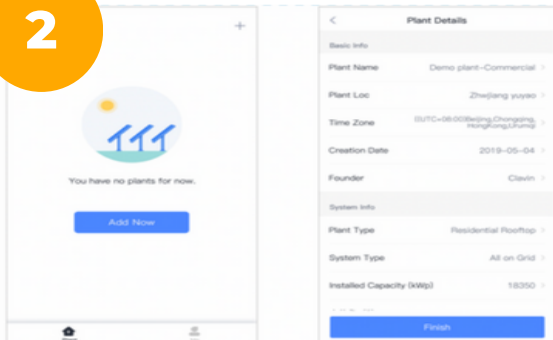 2
You have no plants for now.
Add Now
Plant Details
Basic Info
Plant Name Demo plant-Commercial
Plant Loc Zhwjiang yuyao
Time Zone (UTC+08:00)Beijing,Chongqing,
HongKong,Urumqi
Creation Date 2019-05-04
Founder Clavin
System Info
Plant Type Residential Rooftop
System Type All on Grid
Installed Capacity (kWp) 18350
Finish